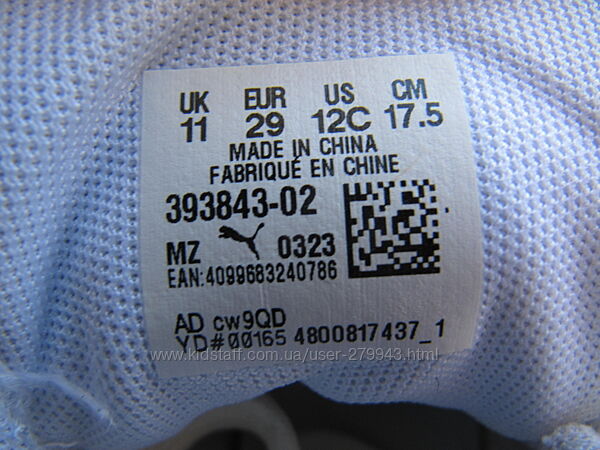 UK EUR US CM
11 29 12C 17.5
MADE IN CHINA
FABRIQUÉ EN CHINE
393843-02
MZ 0323
EAN:4099683240786
AD cw9QD
YD#00165 4800817437_1
www.kidstaff.com.ua/user-279943.html